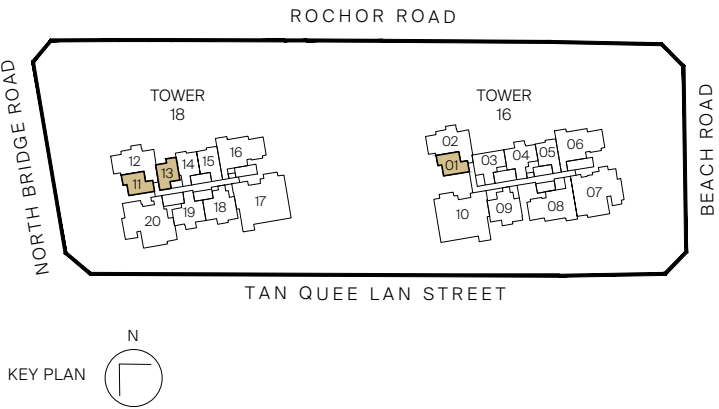 ROCHOR ROAD
NORTH BRIDGE ROAD
BEACH ROAD
TOWER
18
TOWER
16
12
11
13
14
15
16
17
18
19
20
02
01
03
04
05
06
07
08
09
10
TAN QUEE LAN STREET
N
KEY PLAN